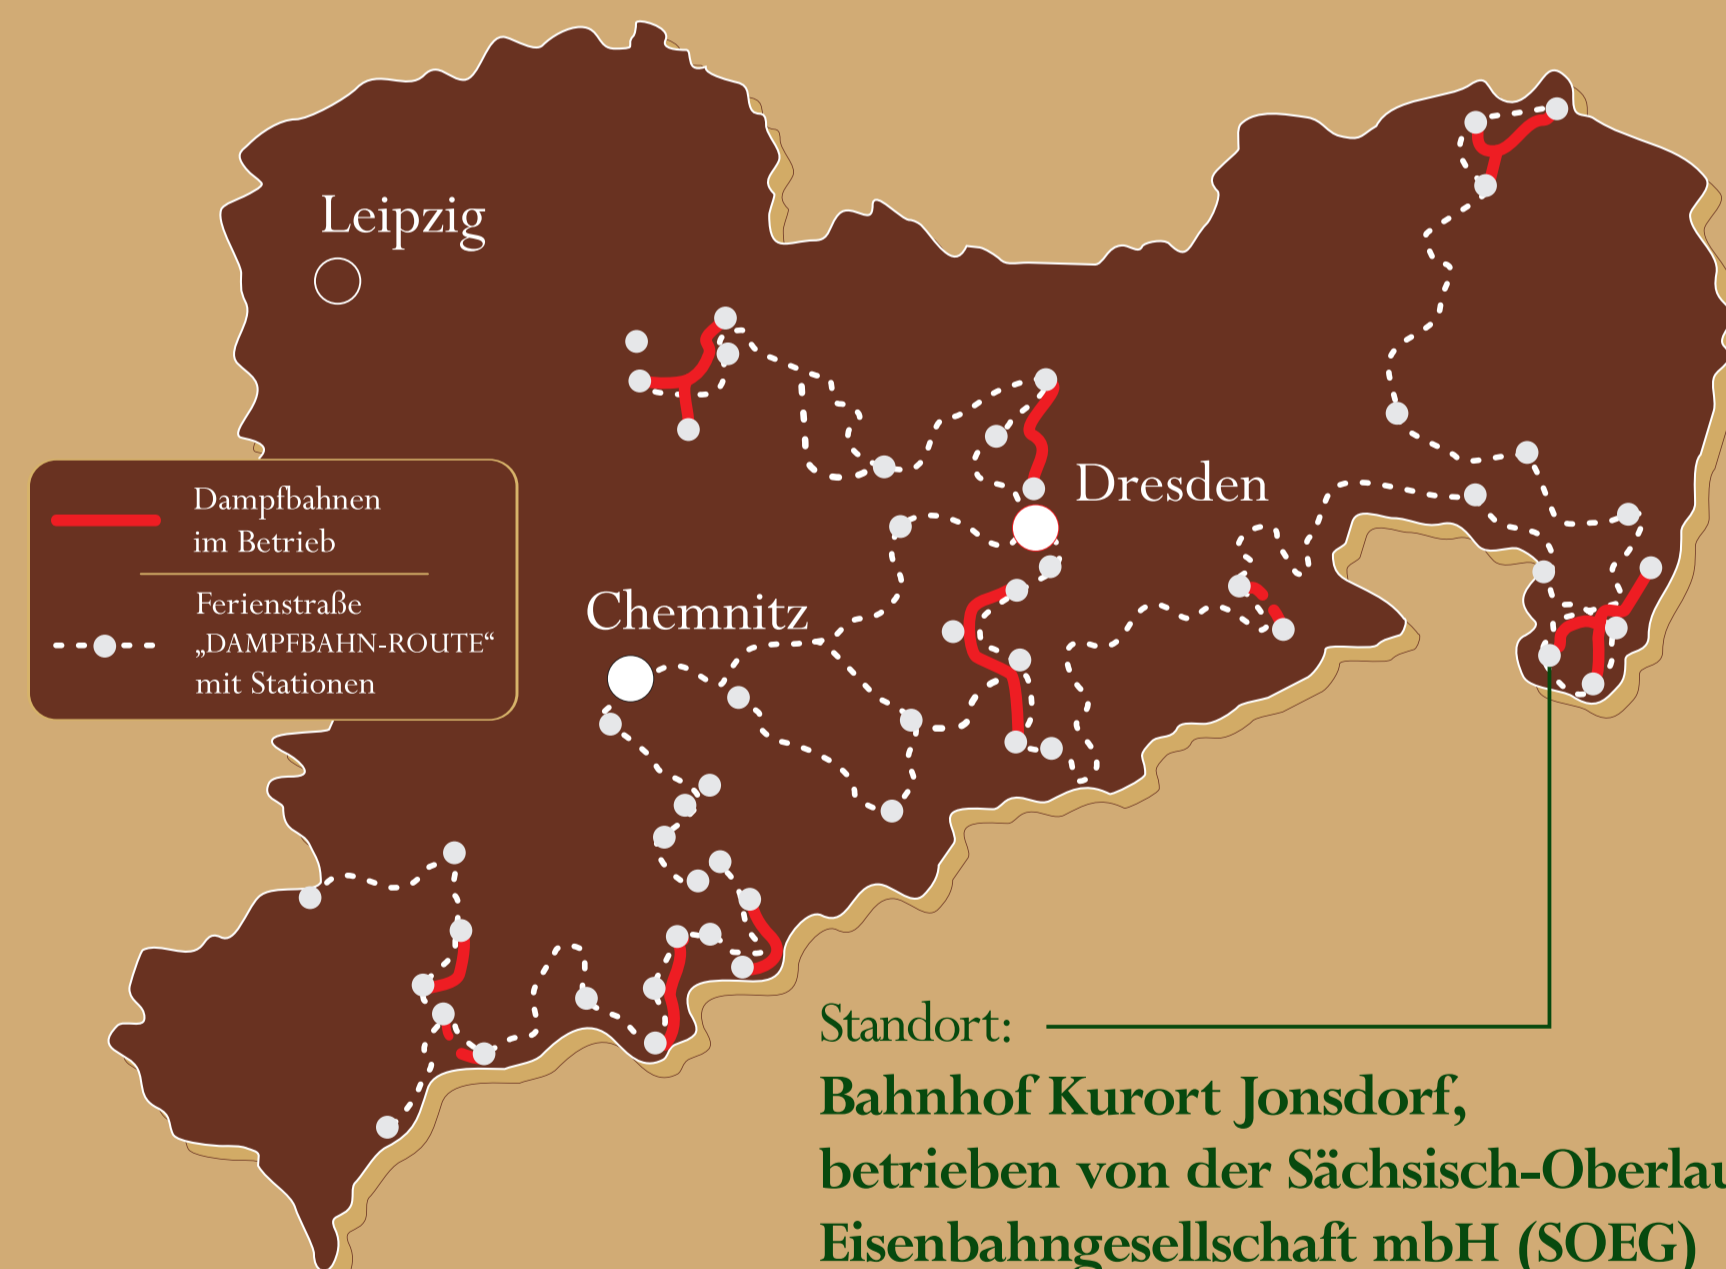 Leipzig
Dresden
Dampfbahnen
im Betrieb
Ferienstraße
„DAMPFBAHN-ROUTE“
mit Stationen
Chemnitz
Standort:
Bahnhof Kurort Jonsdorf,
betrieben von der Sächsisch-Oberlau
Eisenbahngesellschaft mbH (SOEG)